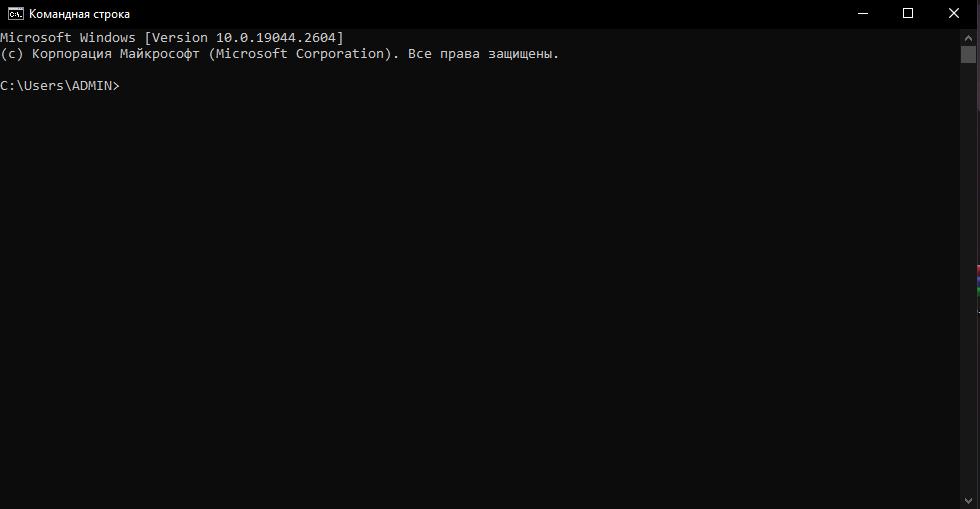 Командная строка
Microsoft Windows [Version 10.0.19044.2604]
(c) Корпорация Майкрософт (Microsoft Corporation). Все права защищены.
C:\Users\ADMIN>